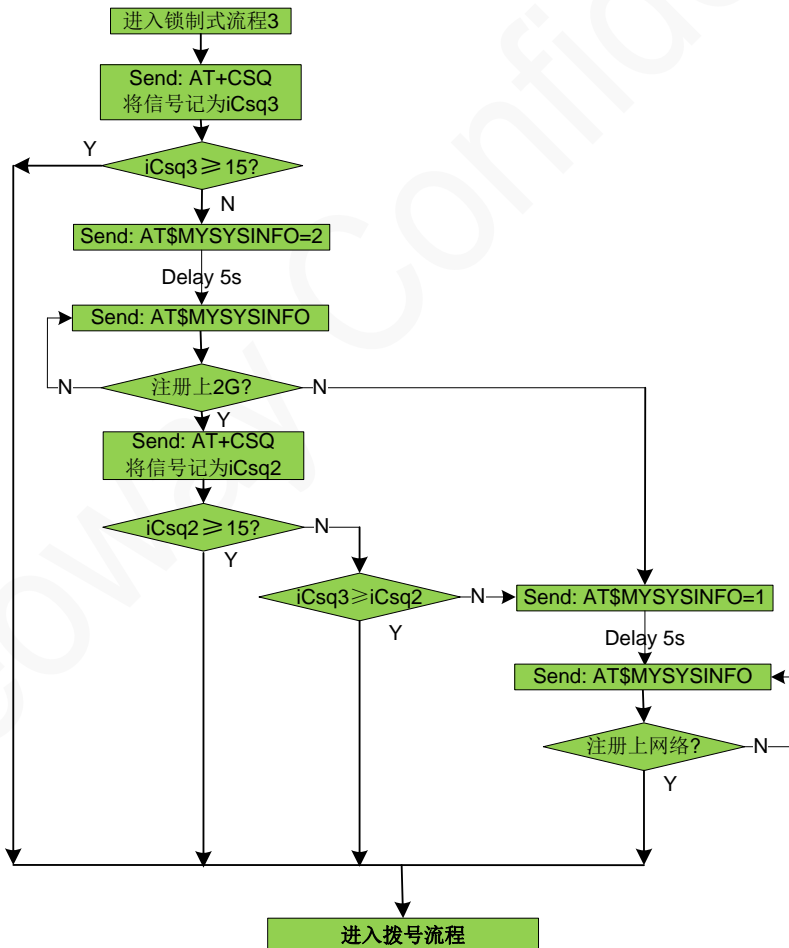 进入锁制式流程3
Send: AT+CSQ
将信号记为iCsq3
Y
iCsq3≥15?
N
Send: AT$MYSYSINFO=2
Delay 5s
Send: AT$MYSYSINFO
N
注册上2G?
N
Y
Send: AT+CSQ
将信号记为iCsq2
iCsq2≥15?
N
Y
iCsq3≥iCsq2
N
Send: AT$MYSYSINFO=1
Y
Delay 5s
Send: AT$MYSYSINFO
注册上网络?
N
Y
进入拨号流程